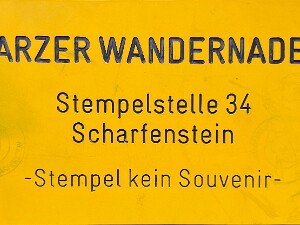 ARZER WANDERNADE
Stempelstelle 34
Scharfenstein
-Stempel kein Souvenir-